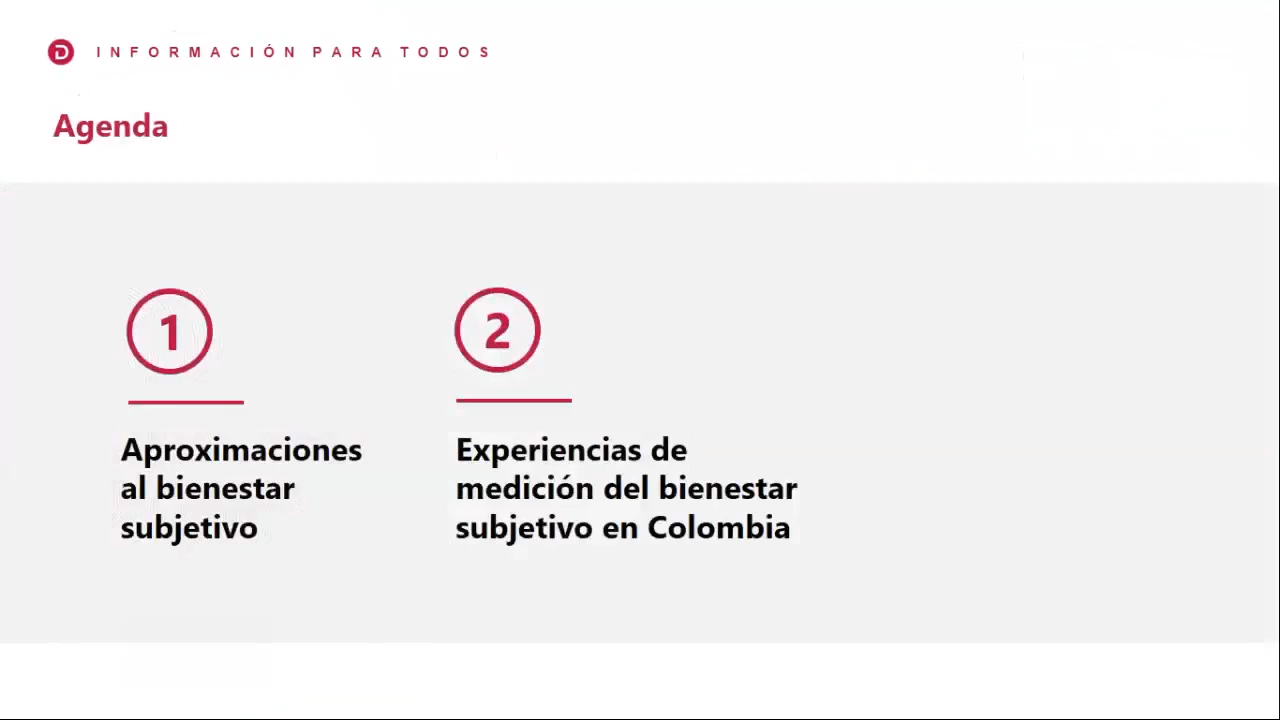 D INFORMACIÓN PARA TODOS
Agenda
1
Aproximaciones
al bienestar
subjetivo
2
Experiencias de
medición del bienestar
subjetivo en Colombia